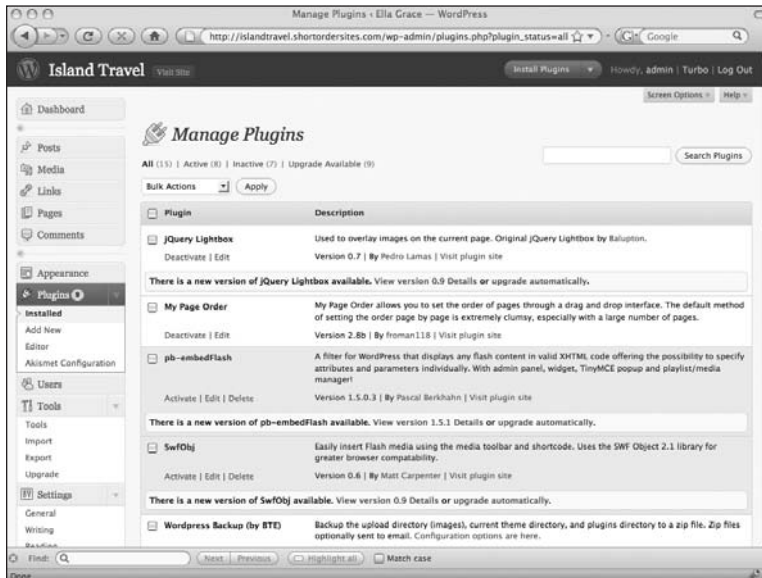 Manage Plugins ‹ Ella Grace — WordPress
http://islandtravel.shortordersites.com/wp-admin/plugins.php?plugin_status=all
Google
Island Travel
Visit Site
Install Plugins
Howdy, admin | Turbo | Log Out
Screen Options
Help
Dashboard
Posts
Media
Links
Pages
Comments
Appearance
Plugins
Installed
Add New
Editor
Akismet Configuration
Users
Tools
Tools
Import
Export
Upgrade
Settings
General
Writing
Reading
Manage Plugins
All (15) | Active (8) | Inactive (7) | Upgrade Available (9)
Search Plugins
Bulk Actions
Apply
Plugin
Description
jQuery Lightbox
Used to overlay images on the current page. Original jQuery Lightbox by Balupton.
Deactivate | Edit
Version 0.7 | By Pedro Lamas | Visit plugin site
There is a new version of jQuery Lightbox available. View version 0.9 Details or upgrade automatically.
My Page Order
My Page Order allows you to set the order of pages through a drag and drop interface. The default method
of setting the order page by page is extremely clumsy, especially with a large number of pages.
Deactivate | Edit
Version 2.8b | By froman118 | Visit plugin site
pb-embedFlash
A filter for WordPress that displays any flash content in valid XHTML code offering the possibility to specify
attributes and parameters individually. With admin panel, widget, TinyMCE popup and playlist/media
manager!
Activate | Edit | Delete
Version 1.5.0.3 | By Pascal Berkhahn | Visit plugin site
There is a new version of pb-embedFlash available. View version 1.5.1 Details or upgrade automatically.
SwfObj
Easily insert Flash media using the media toolbar and shortcode. Uses the SWF Object 2.1 library for
greater browser compatability.
Activate | Edit | Delete
Version 0.6 | By Matt Carpenter | Visit plugin site
There is a new version of SwfObj available. View version 0.9 Details or upgrade automatically.
Wordpress Backup (by BTE)
Backup the upload directory (images), current theme directory, and plugins directory to a zip file. Zip files
optionally sent to email. Configuration options are here.
Find:
Next
Previous
Highlight all
Match case
Done